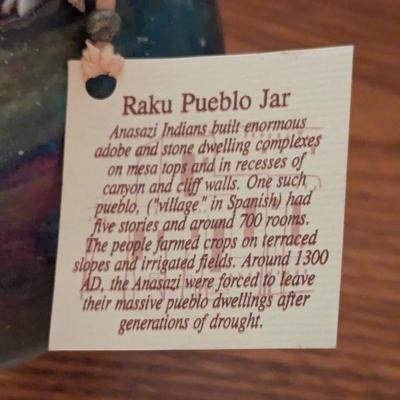 Raku Pueblo Jar
Anasazi Indians built enormous
adobe and stone dwelling complexes
on mesa tops and in recesses of
canyon and cliff walls. One such
pueblo, ("village" in Spanish) had
five stories and around 700 rooms.
The people farmed crops on terraced
slopes and irrigated fields. Around 1300
AD, the Anasazi were forced to leave
their massive pueblo dwellings after
generations of drought.